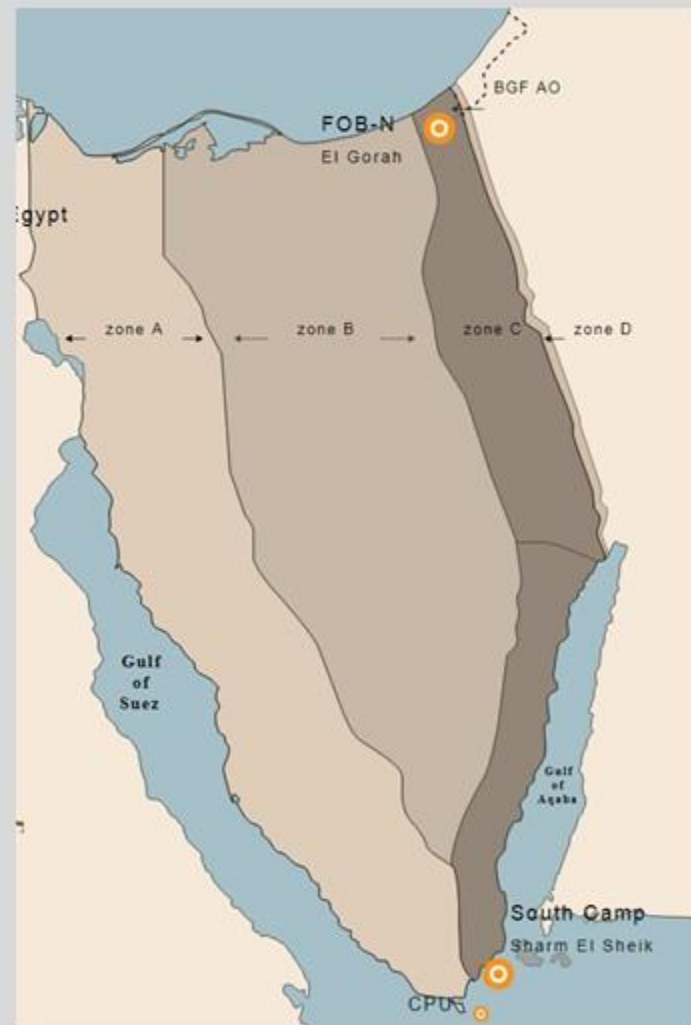 BGF AO
FOB-N
El Gorah
Egypt
zone A
zone B
zone C
zone D
Gulf
of
Suez
Gulf
of
Aqaba
South Camp
Sharm El Sheik
CPU